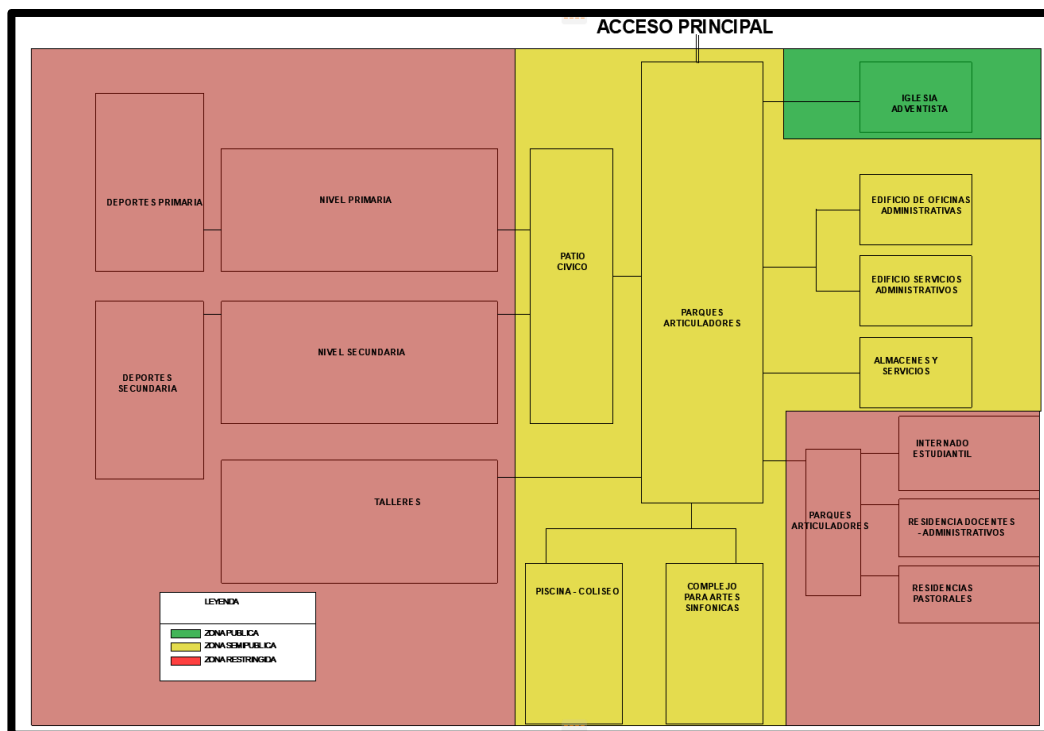 ACCESO PRINCIPAL
IGLESIA
ADVENTISTA
DEPORTES PRIMARIA
NIVEL PRIMARIA
EDIFICIO DE OFICINAS
ADMINISTRATIVAS
PATIO
CIVICO
EDIFICIO SERVICIOS
ADMINISTRATIVOS
PARQUES
ARTICULADORES
NIVEL SECUNDARIA
ALMACENES Y
SERVICIOS
DEPORTES
SECUNDARIA
INTERNADO
ESTUDIANTIL
TALLERES
PARQUES
ARTICULADORES
RESIDENCIA DOCENTES
- ADMINISTRATIVOS
PISCINA - COLISEO
COMPLEJO
PARA ARTES
SINFONICAS
RESIDENCIAS
PASTORALES
LEYENDA
ZONA PUBLICA
ZONA SEMIPUBLICA
ZONA RESTRINGIDA